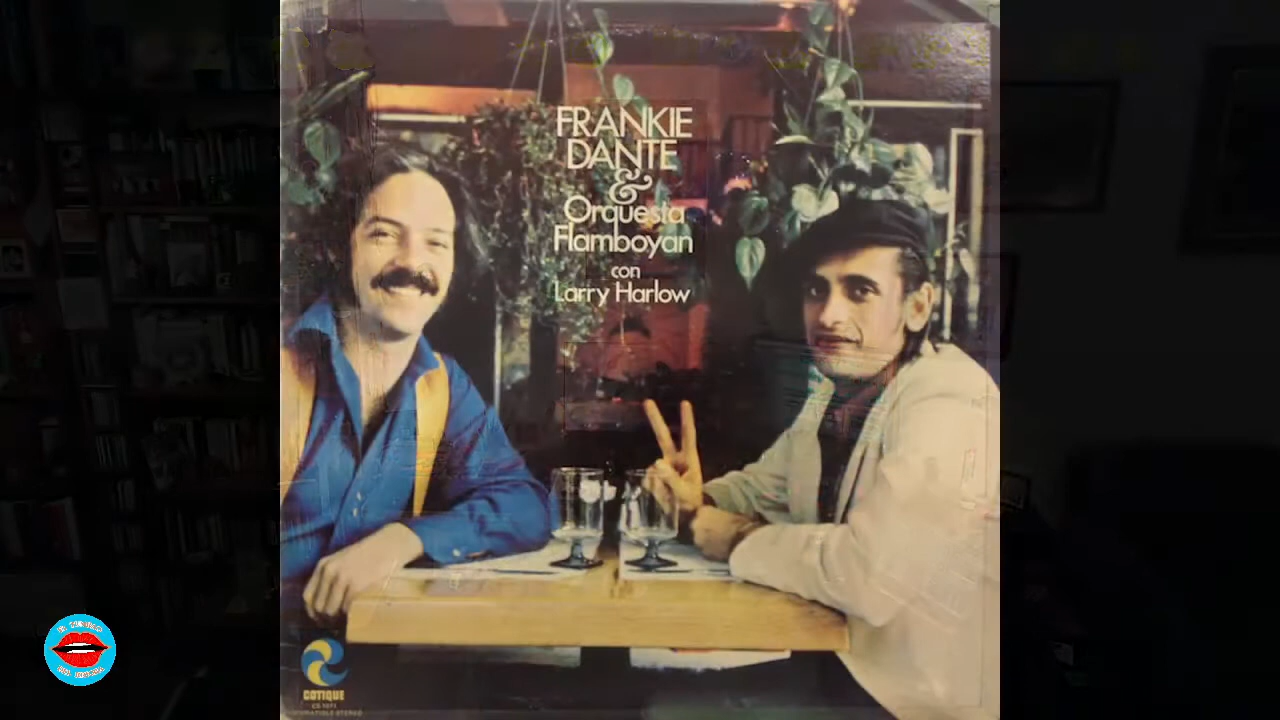 FRANKIE
DANTE
&
Orquesta
Flamboyan
con
Larry Harlow
COTIQUE